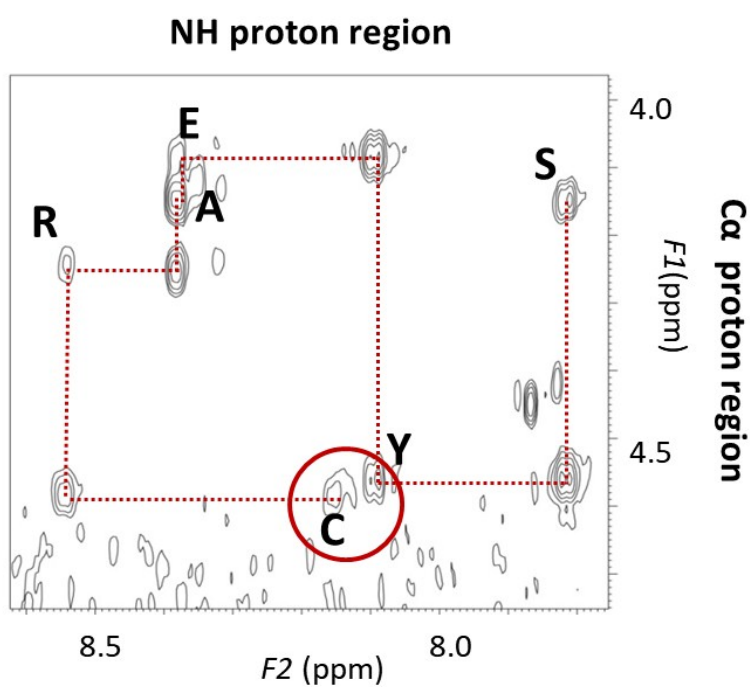 NH proton region
4.0
E
S
A
R
F1(ppm)
Cα proton region
Y
4.5
C
8.5
8.0
F2 (ppm)